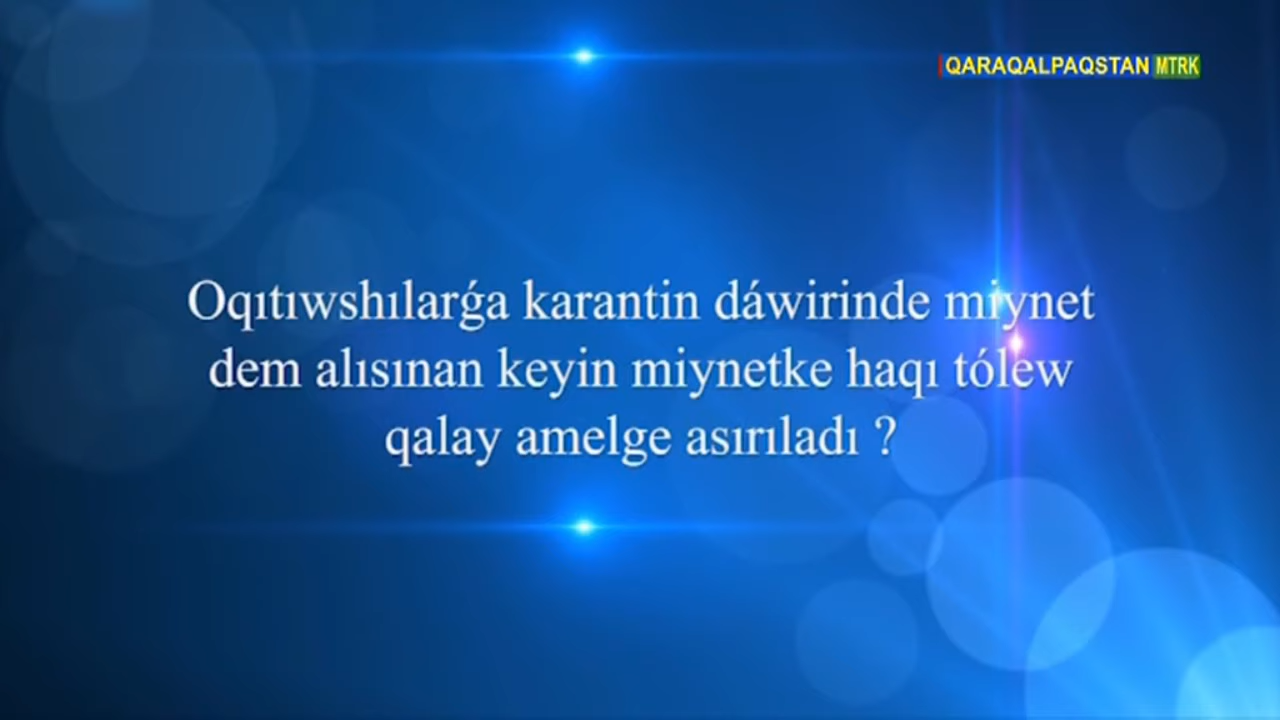 QARAQALPAQSTAN MTRK
Oqıtıwshılarǵa karantin dáwirinde miynet
dem alısınan keyin miynetke haqı tólew
qalay amelge asırıladı ?